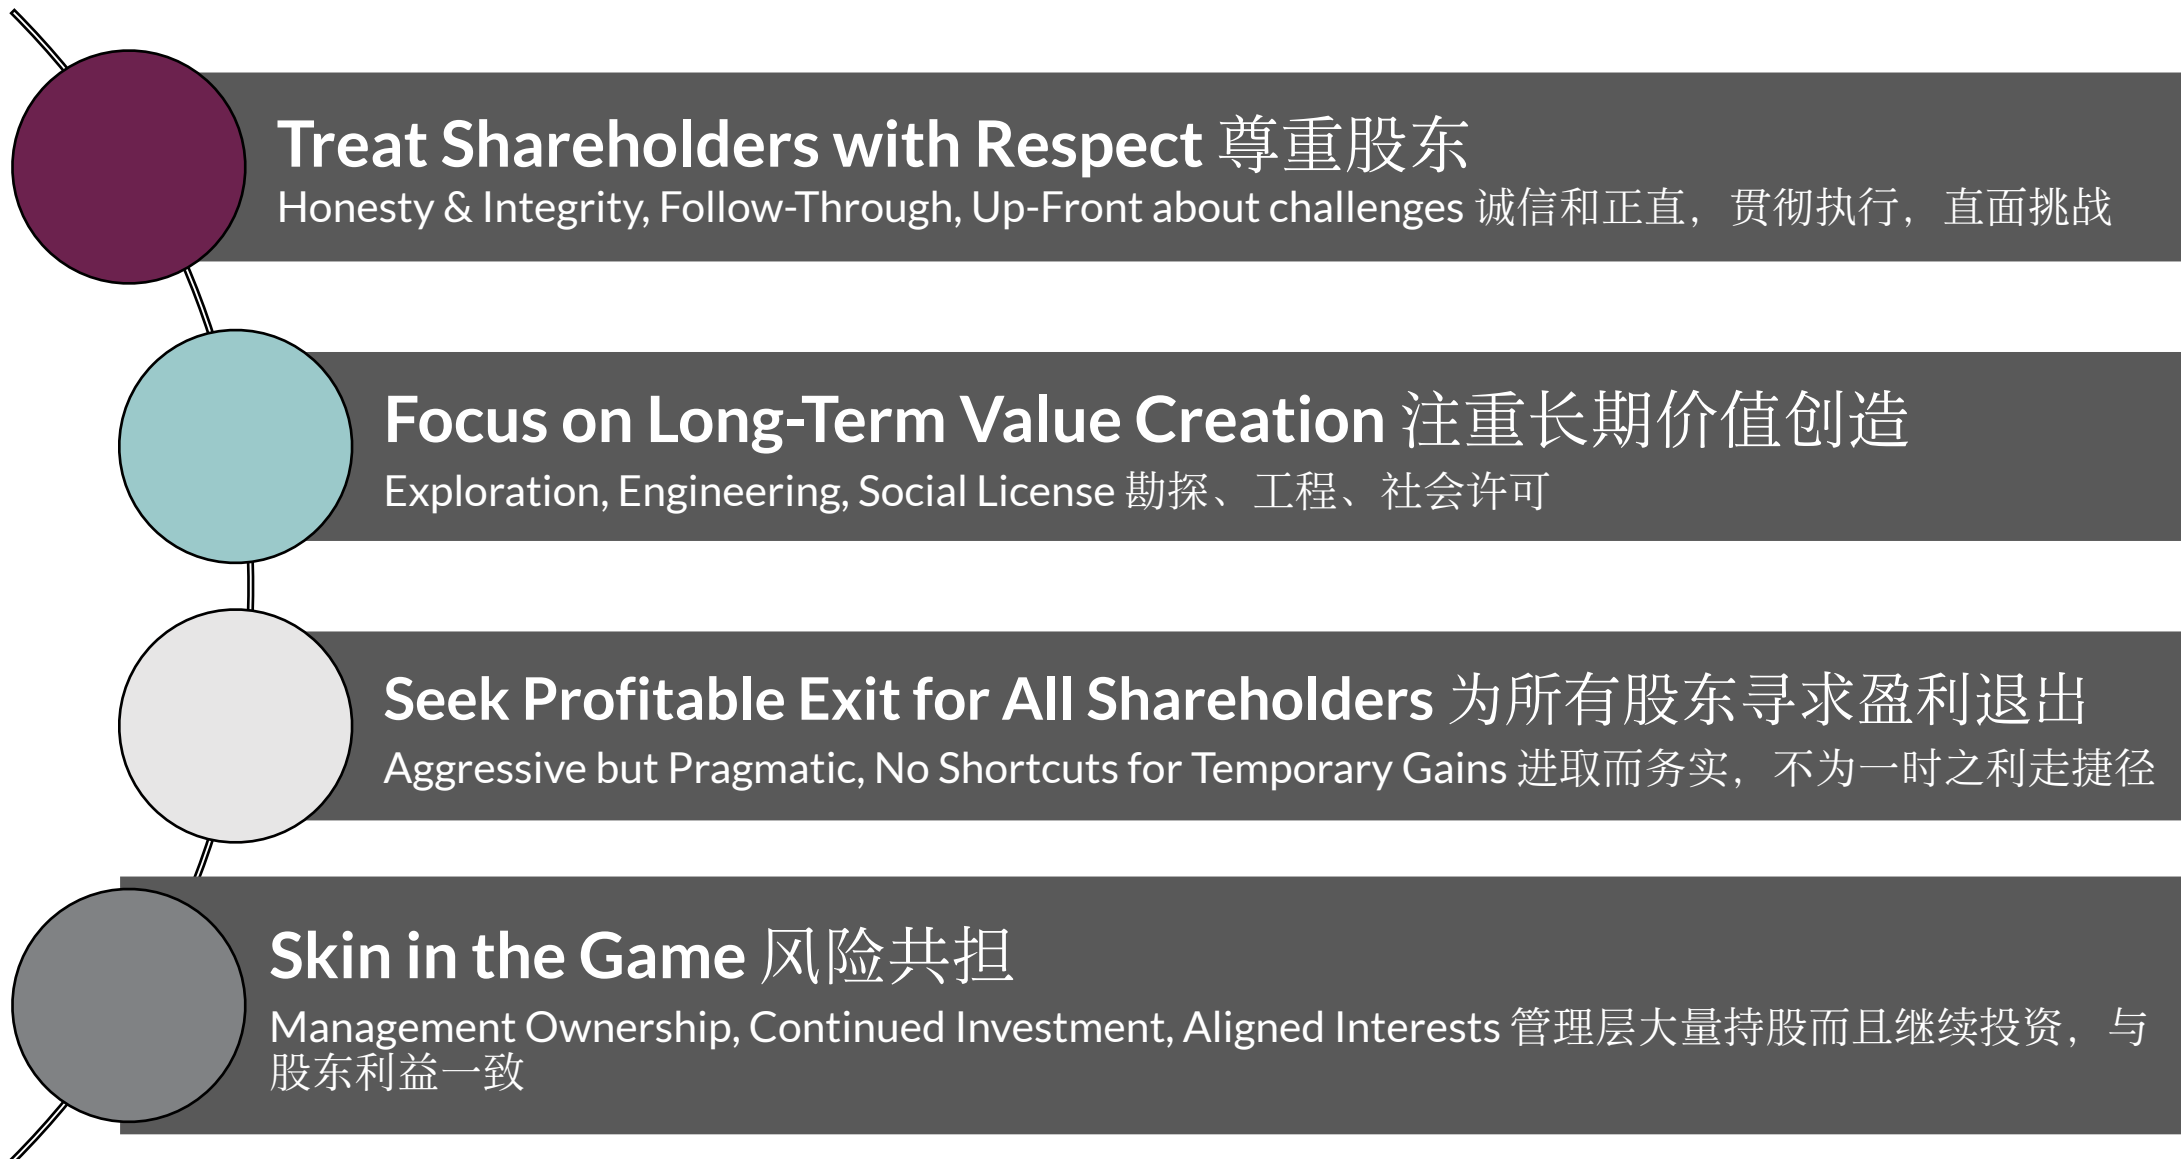 Treat Shareholders with Respect 尊重股东
Honesty & Integrity, Follow-Through, Up-Front about challenges 诚信和正直，贯彻执行，直面挑战
Focus on Long-Term Value Creation 注重长期价值创造
Exploration, Engineering, Social License 勘探、工程、社会许可
Seek Profitable Exit for All Shareholders 为所有股东寻求盈利退出
Aggressive but Pragmatic, No Shortcuts for Temporary Gains 进取而务实，不为一时之利走捷径
Skin in the Game 风险共担
Management Ownership, Continued Investment, Aligned Interests 管理层大量持股而且继续投资，与
股东利益一致